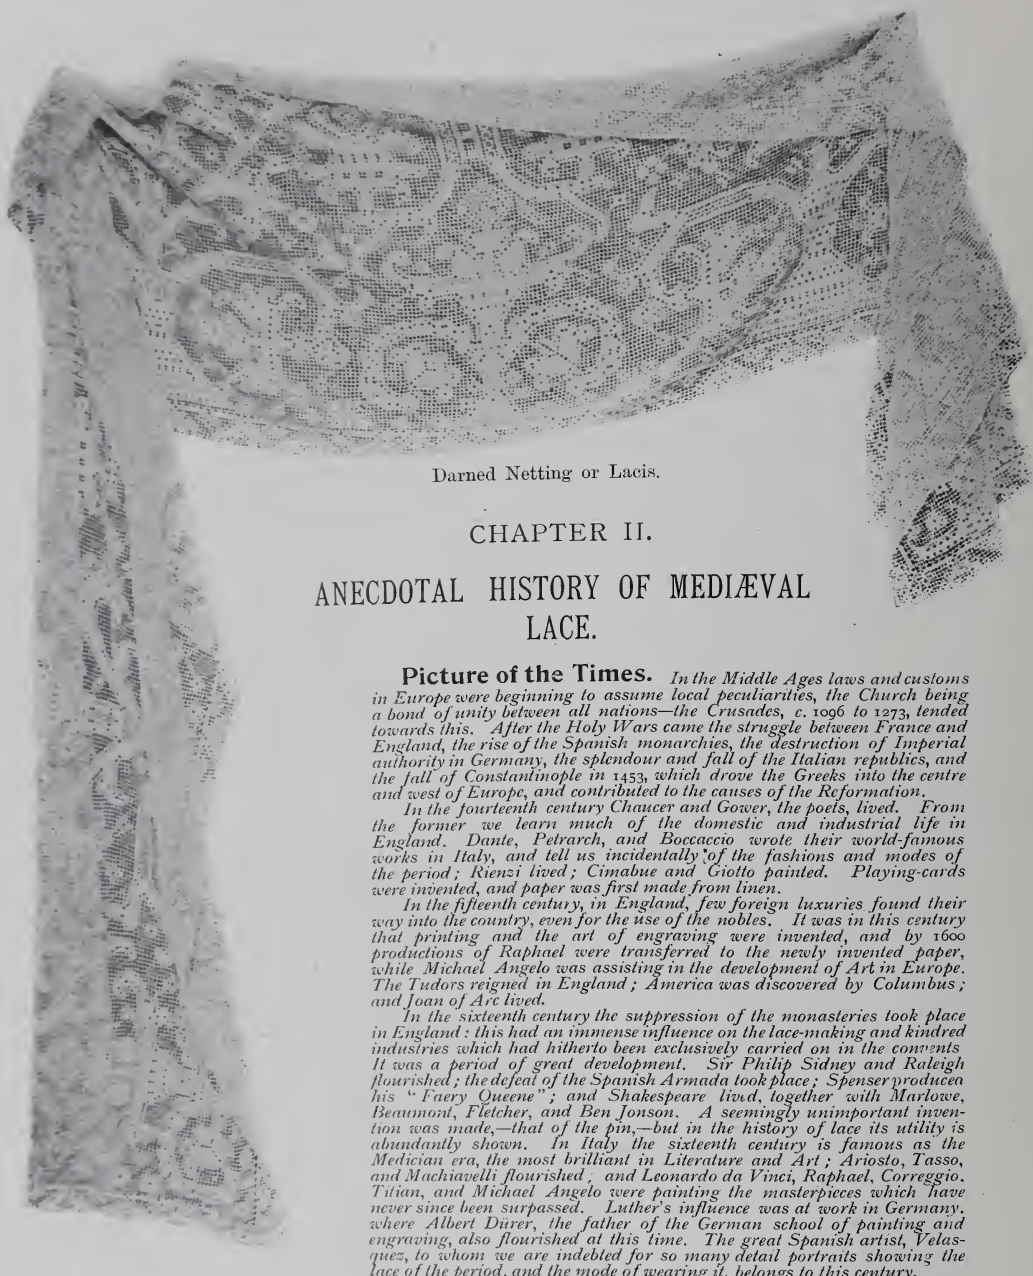 Darned Netting or Lacis.
CHAPTER II.
ANECDOTAL HISTORY OF MEDIÆVAL
LACE.
Picture of the Times. In the Middle Ages laws and customs
in Europe were beginning to assume local peculiarities, the Church being
a bond of unity between all nations—the Crusades, c. 1096 to 1273, tended
towards this. After the Holy Wars came the struggle between France and
England, the rise of the Spanish monarchies, the destruction of Imperial
authority in Germany, the splendour and fall of the Italian republics, and
the fall of Constantinople in 1453, which drove the Greeks into the centre
and west of Europe, and contributed to the causes of the Reformation.
In the fourteenth century Chaucer and Gower, the poets, lived. From
the former we learn much of the domestic and industrial life in
England. Dante, Petrarch, and Boccaccio wrote their world-famous
works in Italy, and tell us incidentally of the fashions and modes of
the period; Rienzi lived; Cimabue and Giotto painted. Playing-cards
were invented, and paper was first made from linen.
In the fifteenth century, in England, few foreign luxuries found their
way into the country, even for the use of the nobles. It was in this century
that printing and the art of engraving were invented, and by 1600
productions of Raphael were transferred to the newly invented paper,
while Michael Angelo was assisting in the development of Art in Europe.
The Tudors reigned in England; America was discovered by Columbus;
and Joan of Arc lived.
In the sixteenth century the suppression of the monasteries took place
in England: this had an immense influence on the lace-making and kindred
industries which had hitherto been exclusively carried on in the convents
It was a period of great development. Sir Philip Sidney and Raleigh
flourished; the defeat of the Spanish Armada took place; Spenser produced
his "Faery Queene"; and Shakespeare lived, together with Marlowe,
Beaumont, Fletcher, and Ben Jonson. A seemingly unimportant inven-
tion was made,—that of the pin,—but in the history of lace its utility is
abundantly shown. In Italy the sixteenth century is famous as the
Medician era, the most brilliant in Literature and Art; Ariosto, Tasso,
and Machiavelli flourished, and Leonardo da Vinci, Raphael, Correggio.
Titian, and Michael Angelo were painting the masterpieces which have
never since been surpassed. Luther's influence was at work in Germany.
where Albert Dürer, the father of the German school of painting and
engraving, also flourished at this time. The great Spanish artist, Velas-
quez, to whom we are indebted for so many detail portraits showing the
lace of the period, and the mode of wearing it, belongs to this century.